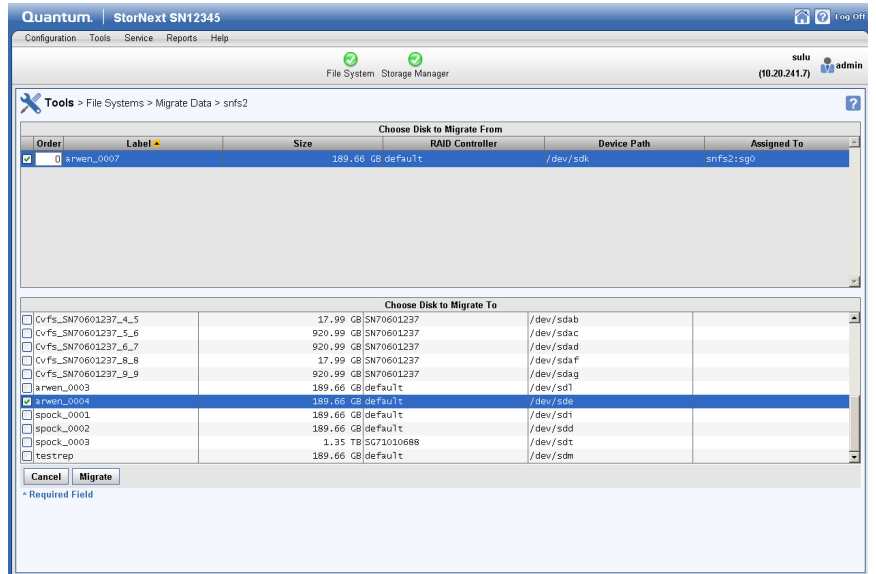 Quantum. StorNext SN12345 Log Off
Configuration Tools Service Reports Help
File System Storage Manager
sulu
(10.20.241.7)
admin
Tools > File Systems > Migrate Data > snfs2
Choose Disk to Migrate From
Order Label Size RAID Controller Device Path Assigned To
0 arwen_0007 189.66 GB default /dev/sdk snfs2:sg0
Choose Disk to Migrate To
Cvfs_SN70601237_4_5 17.99 GB SN70601237 /dev/sdab
Cvfs_SN70601237_5_6 920.99 GB SN70601237 /dev/sdac
Cvfs_SN70601237_6_7 920.99 GB SN70601237 /dev/sdad
Cvfs_SN70601237_8_8 17.99 GB SN70601237 /dev/sdaf
Cvfs_SN70601237_9_9 920.99 GB SN70601237 /dev/sdag
arwen_0003 189.66 GB default /dev/sdl
arwen_0004 189.66 GB default /dev/sde
spock_0001 189.66 GB default /dev/sdi
spock_0002 189.66 GB default /dev/sdd
spock_0003 1.35 TB SG71010688 /dev/sdt
testrep 189.66 GB default /dev/sdm
Cancel Migrate
* Required Field